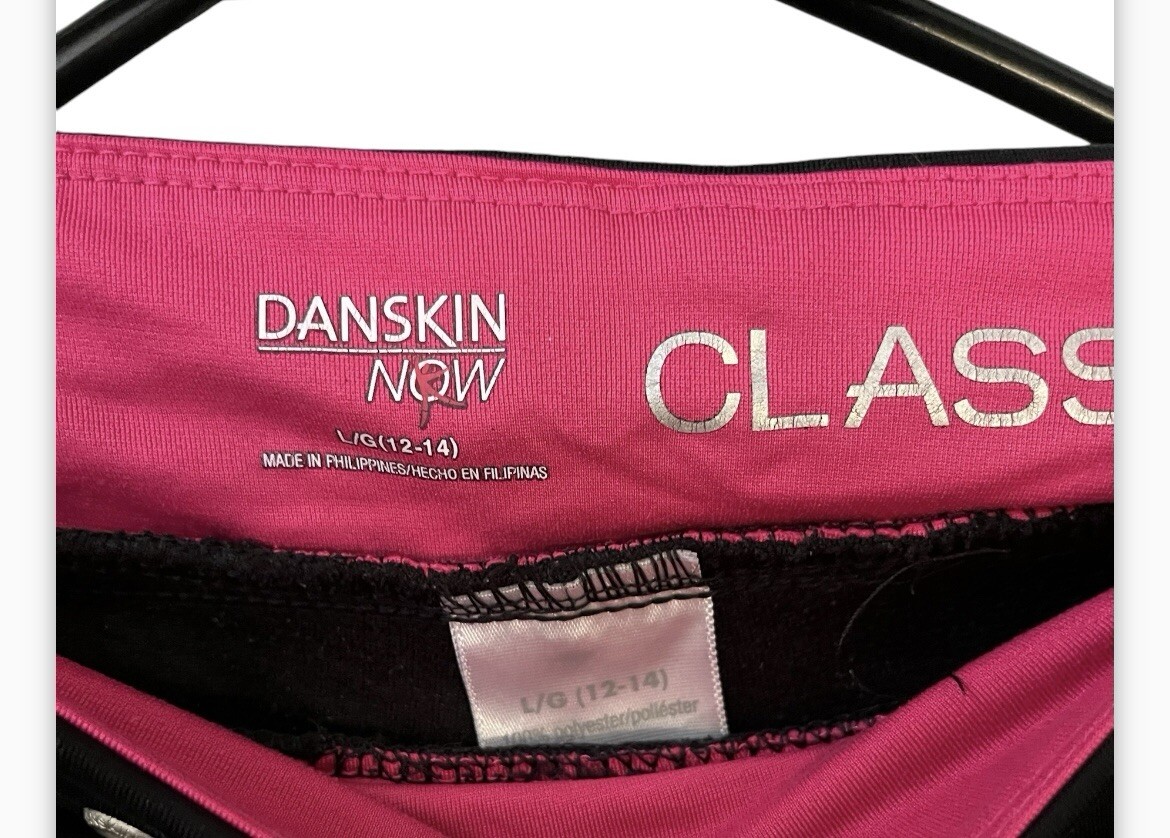 DANSKIN
NOW
L/G(12-14)
MADE IN PHILIPPINES/HECHO EN FILIPINAS
CLASS
L/G (12-14)
100% polyester/poliéster